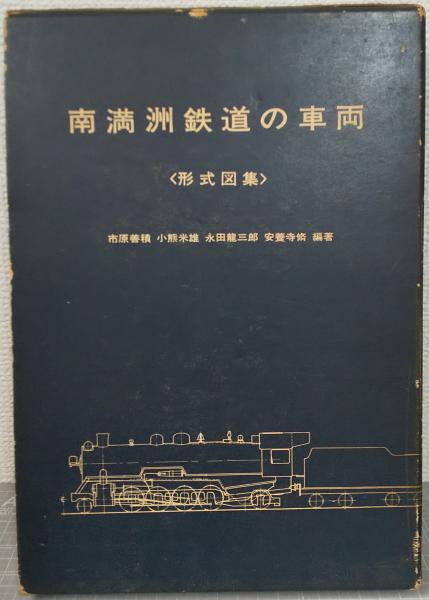 南満洲鉄道の車両
〈形式図集〉
市原善積 小熊米雄 永田龍三郎 安養寺脩 編著